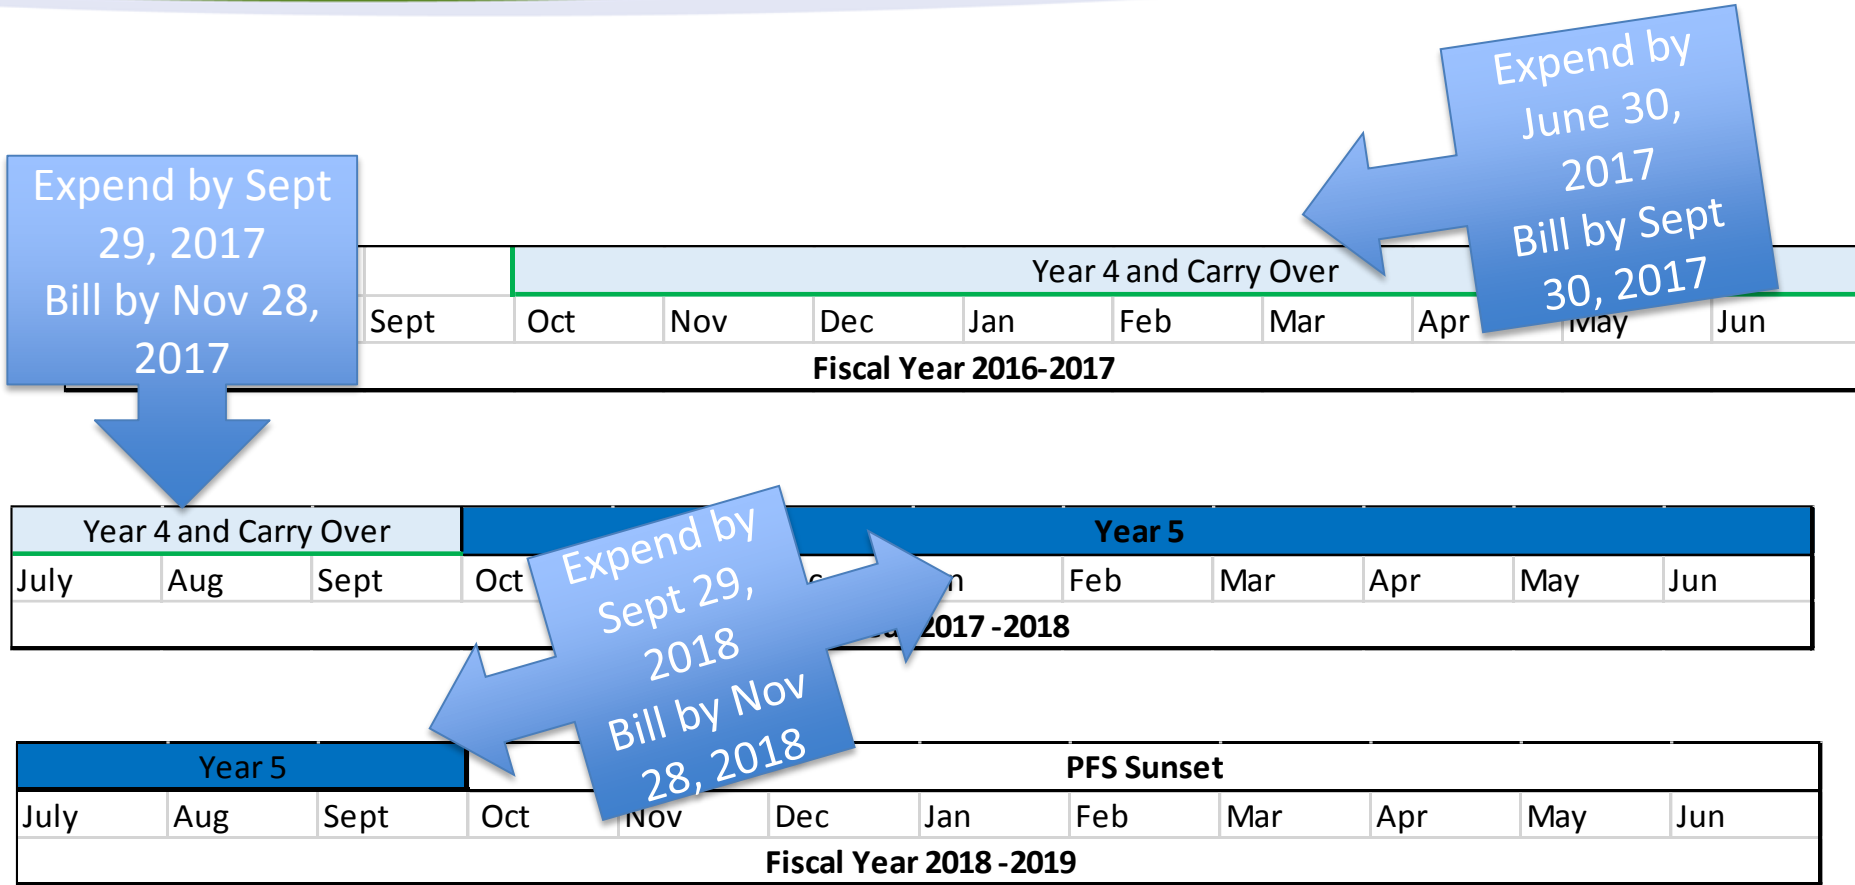 Expend by
June 30,
2017
Bill by Sept
30, 2017
Expend by Sept
29, 2017
Bill by Nov 28,
2017
Year 4 and Carry Over
Sept Oct Nov Dec Jan Feb Mar Apr May Jun
Fiscal Year 2016-2017
Year 4 and Carry Over Year 5
July Aug Sept Oct Feb Mar Apr May Jun
2017 -2018
Expend by
Sept 29,
2018
Bill by Nov
28, 2018
Year 5 PFS Sunset
July Aug Sept Oct Nov Dec Jan Feb Mar Apr May Jun
Fiscal Year 2018 -2019